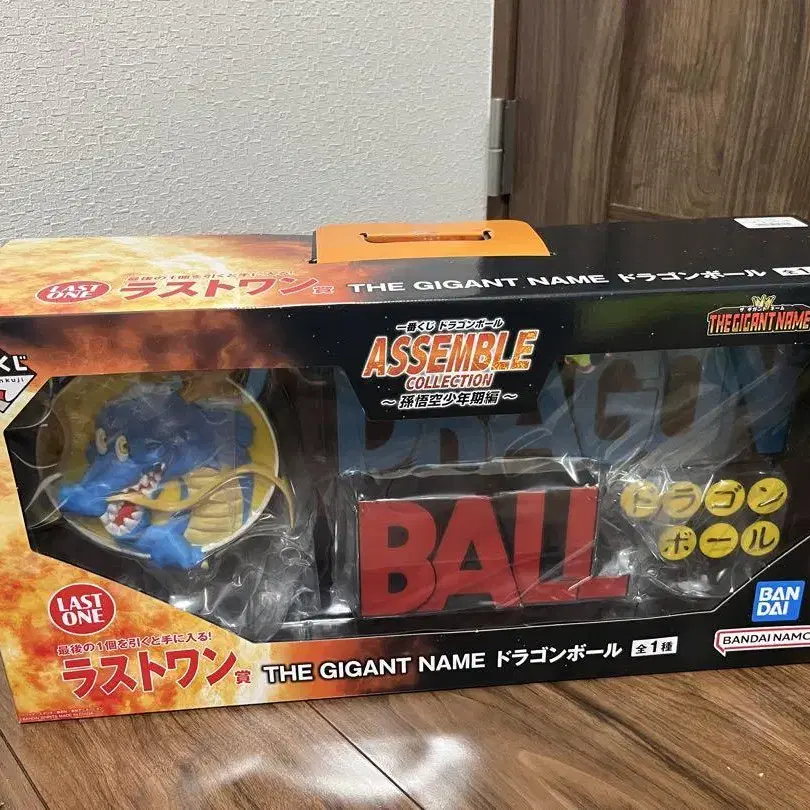 最後の1個を引くと手に入る!
LAST
ONE
ラストワン賞 THE GIGANT NAME ドラゴンボール
一番くじ ドラゴンボール
ASSEMBLE
COLLECTION
~ 孫悟空少年期編 ~
THE GIGANT NAME
くじ
DRAGON
BALL
ドラゴン
ボール
LAST
ONE
最後の1個を引くと手に入る!
ラストワン賞 THE GIGANT NAME ドラゴンボール 全1種
BAN
DAI
BANDAI NAMCO